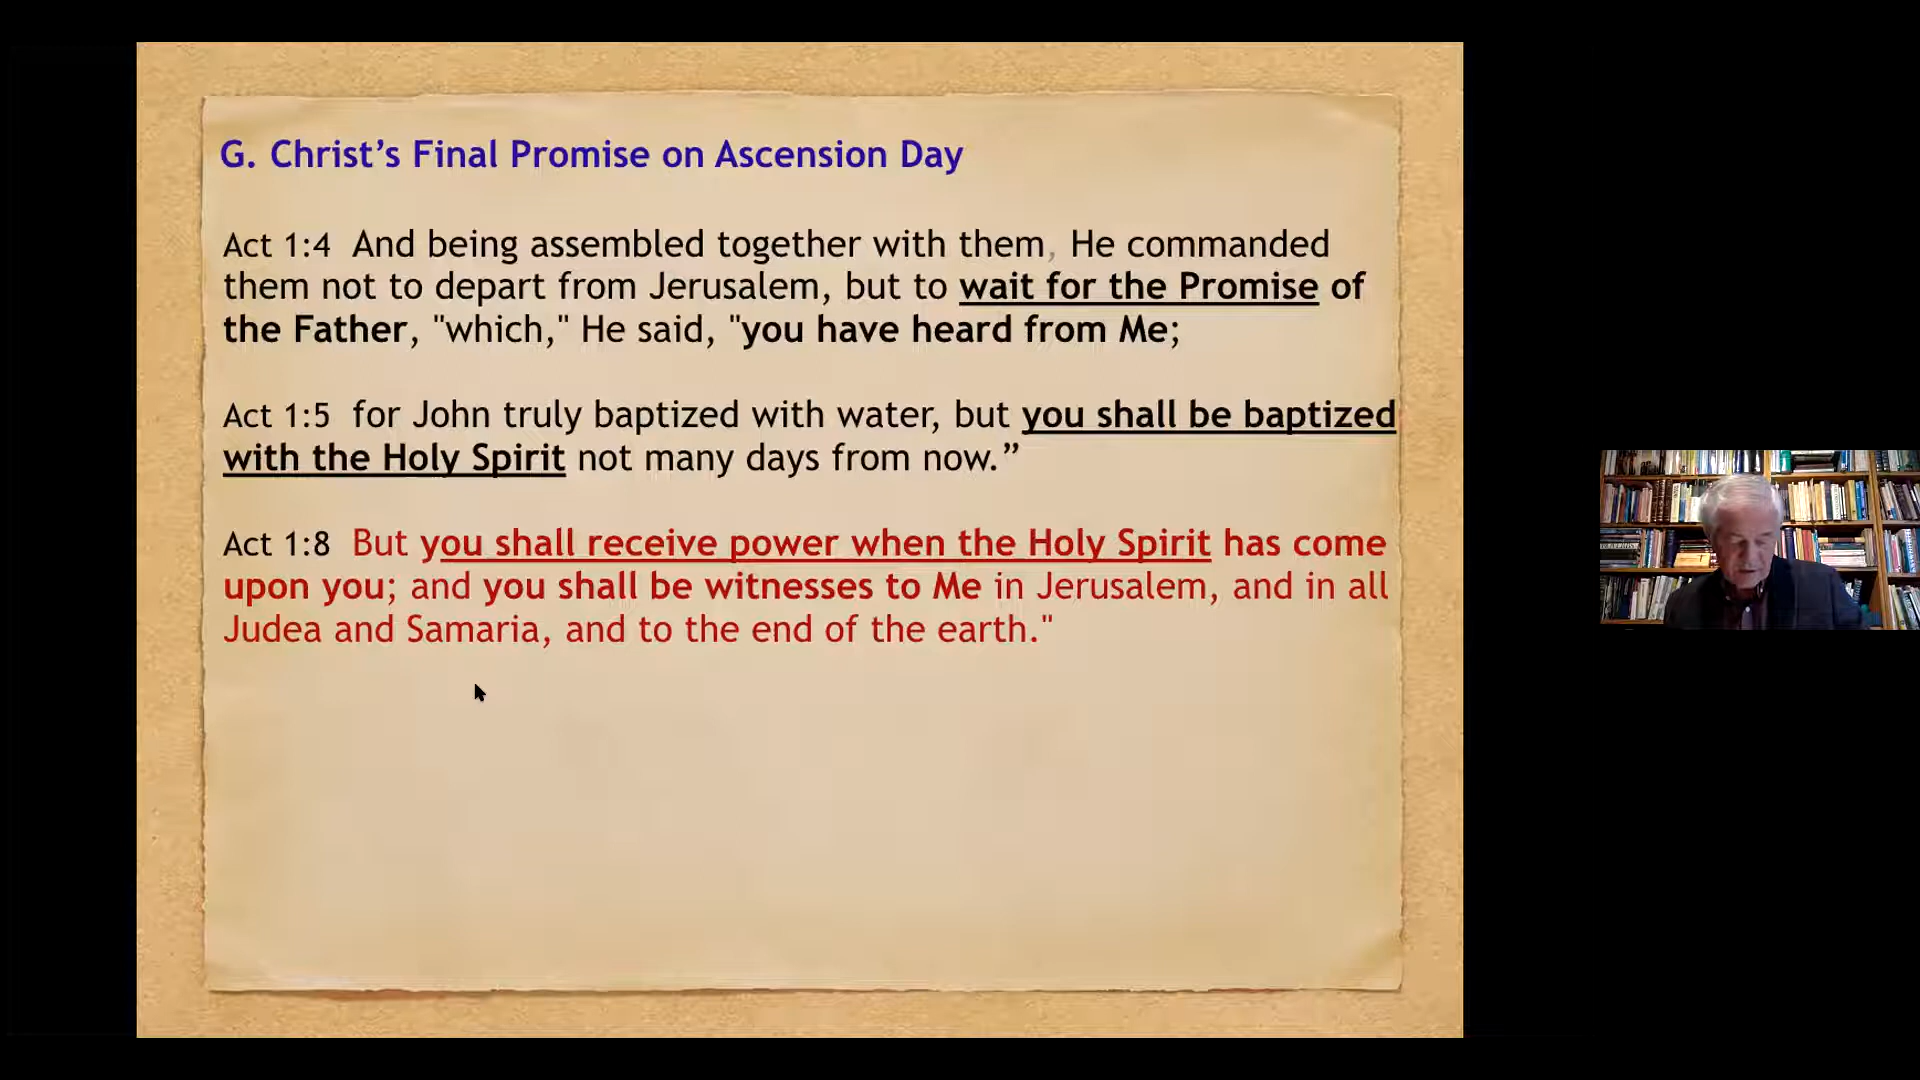 G. Christ’s Final Promise on Ascension Day
Act 1:4  And being assembled together with them, He commanded
them not to depart from Jerusalem, but to wait for the Promise of
the Father, "which," He said, "you have heard from Me;
Act 1:5  for John truly baptized with water, but you shall be baptized
with the Holy Spirit not many days from now.”
Act 1:8  But you shall receive power when the Holy Spirit has come
upon you; and you shall be witnesses to Me in Jerusalem, and in all
Judea and Samaria, and to the end of the earth."